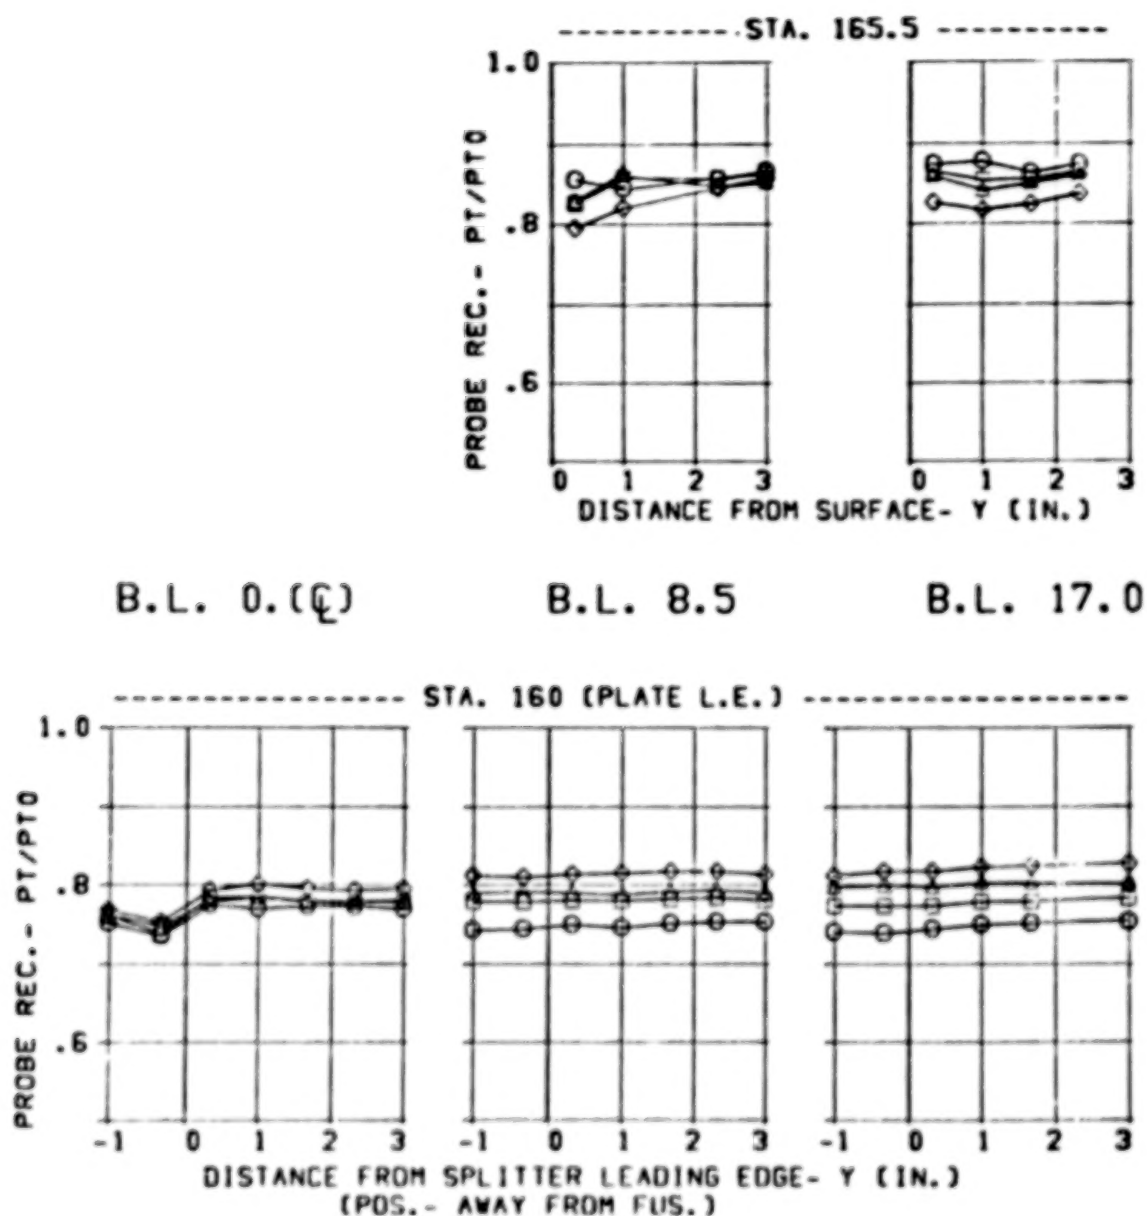 STA. 165.5
1.0
.8
.6
PROBE REC.- PT/PTO
0 1 2 3
0 1 2 3
DISTANCE FROM SURFACE- Y (IN.)
B.L. 0.(℄)
B.L. 8.5
B.L. 17.0
STA. 160 (PLATE L.E.)
1.0
.8
.6
PROBE REC.- PT/PTO
-1 0 1 2 3
-1 0 1 2 3
-1 0 1 2 3
DISTANCE FROM SPLITTER LEADING EDGE- Y (IN.)
(POS.- AWAY FROM FUS.)